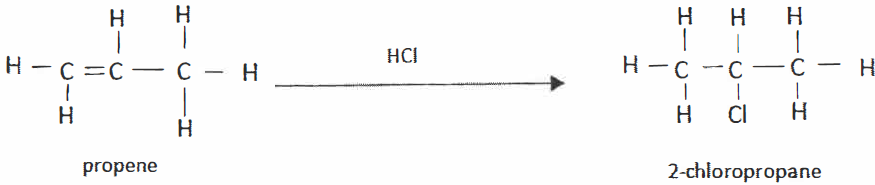 H H
H – C = C – C – H
H H
propene
HCl
H H H
H – C – C – C – H
H Cl H
2-chloropropane